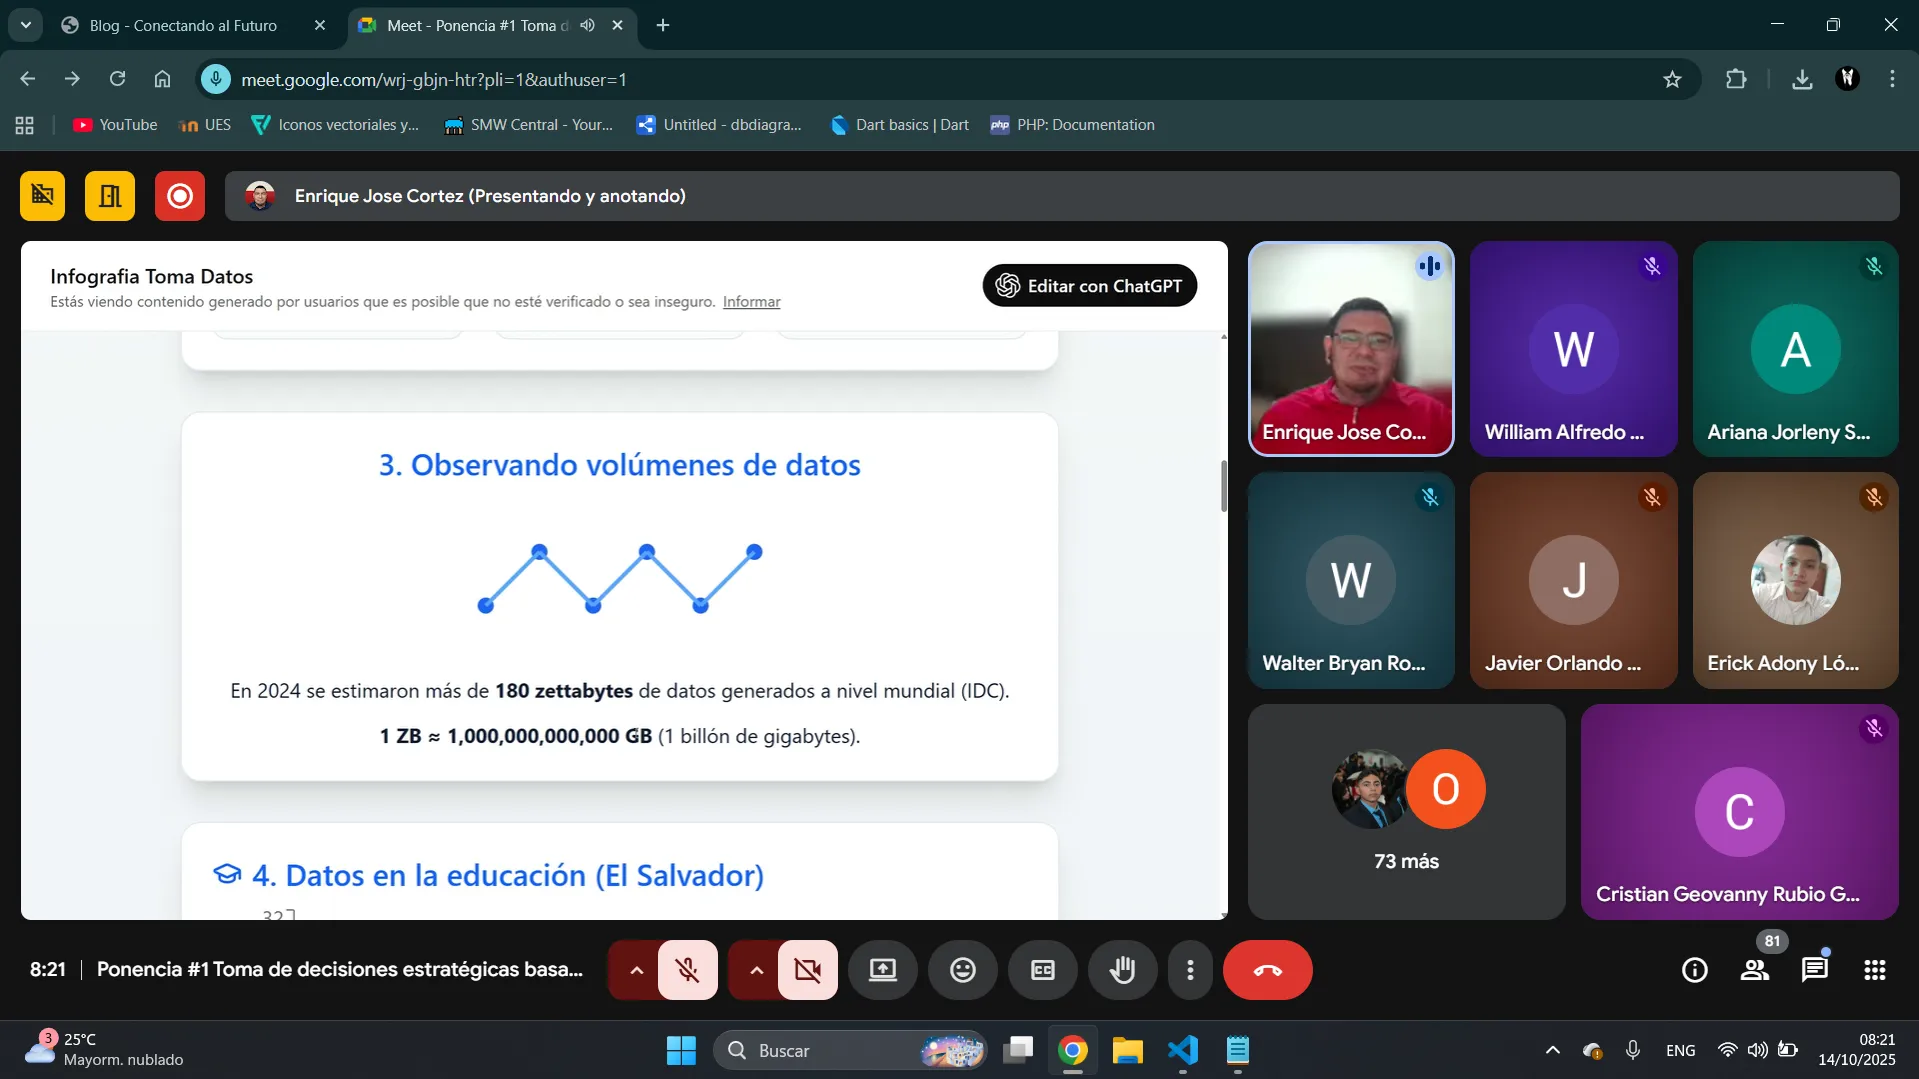 Blog - Conectando al Futuro
Meet - Ponencia #1 Toma d
meet.google.com/wrj-gbjn-htr?pli=1&authuser=1
YouTube
UES
Iconos vectoriales y...
SMW Central - Your...
Untitled - dbdiagra...
Dart basics | Dart
php
PHP: Documentation
Enrique Jose Cortez (Presentando y anotando)
Infografia Toma Datos
Estás viendo contenido generado por usuarios que es posible que no esté verificado o sea inseguro. Informar
Editar con ChatGPT
3. Observando volúmenes de datos
En 2024 se estimaron más de 180 zettabytes de datos generados a nivel mundial (IDC).
1 ZB ≈ 1,000,000,000,000 GB (1 billón de gigabytes).
4. Datos en la educación (El Salvador)
32
Enrique Jose Co...
W
William Alfredo ...
A
Ariana Jorleny S...
W
Walter Bryan Ro...
J
Javier Orlando ...
Erick Adony Ló...
O
73 más
C
Cristian Geovanny Rubio G...
8:21
Ponencia #1 Toma de decisiones estratégicas basa...
CC
81
3
25°C
Mayorm. nublado
Buscar
ENG
08:21
14/10/2025